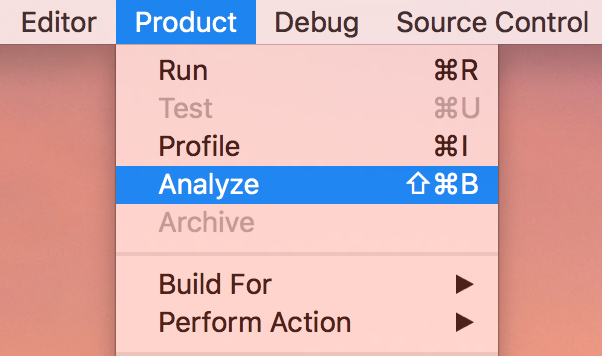 Editor Product Debug Source Control
Run ⌘R
Test ⌘U
Profile ⌘I
Analyze ⇧⌘B
Archive
Build For ▶
Perform Action ▶